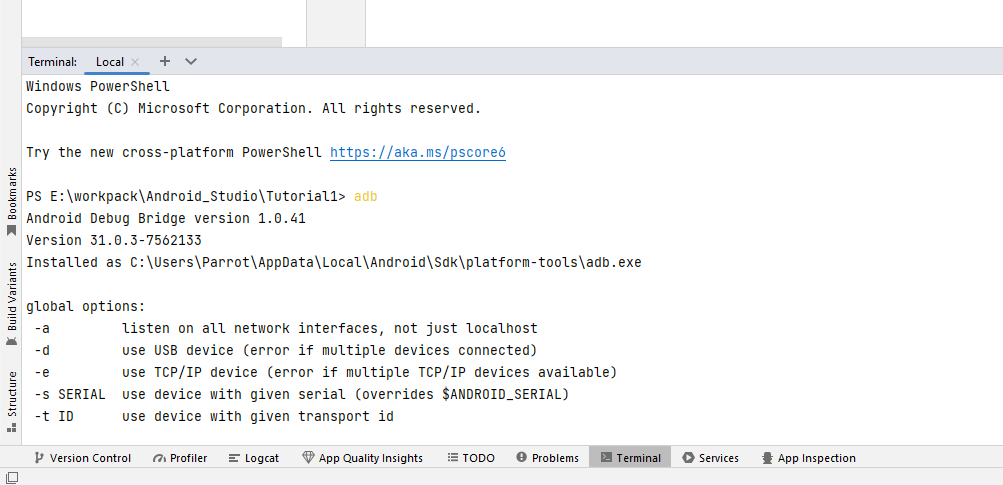 Terminal: Local
Windows PowerShell
Copyright (C) Microsoft Corporation. All rights reserved.
Try the new cross-platform PowerShell https://aka.ms/pscore6
PS E:\workpack\Android_Studio\Tutorial1> adb
Android Debug Bridge version 1.0.41
Version 31.0.3-7562133
Installed as C:\Users\Parrot\AppData\Local\Android\Sdk\platform-tools\adb.exe
global options:
-a listen on all network interfaces, not just localhost
-d use USB device (error if multiple devices connected)
-e use TCP/IP device (error if multiple TCP/IP devices available)
-s SERIAL use device with given serial (overrides $ANDROID_SERIAL)
-t ID use device with given transport id
Bookmarks
Build Variants
Structure
Version Control Profiler Logcat App Quality Insights TODO Problems Terminal Services App Inspection